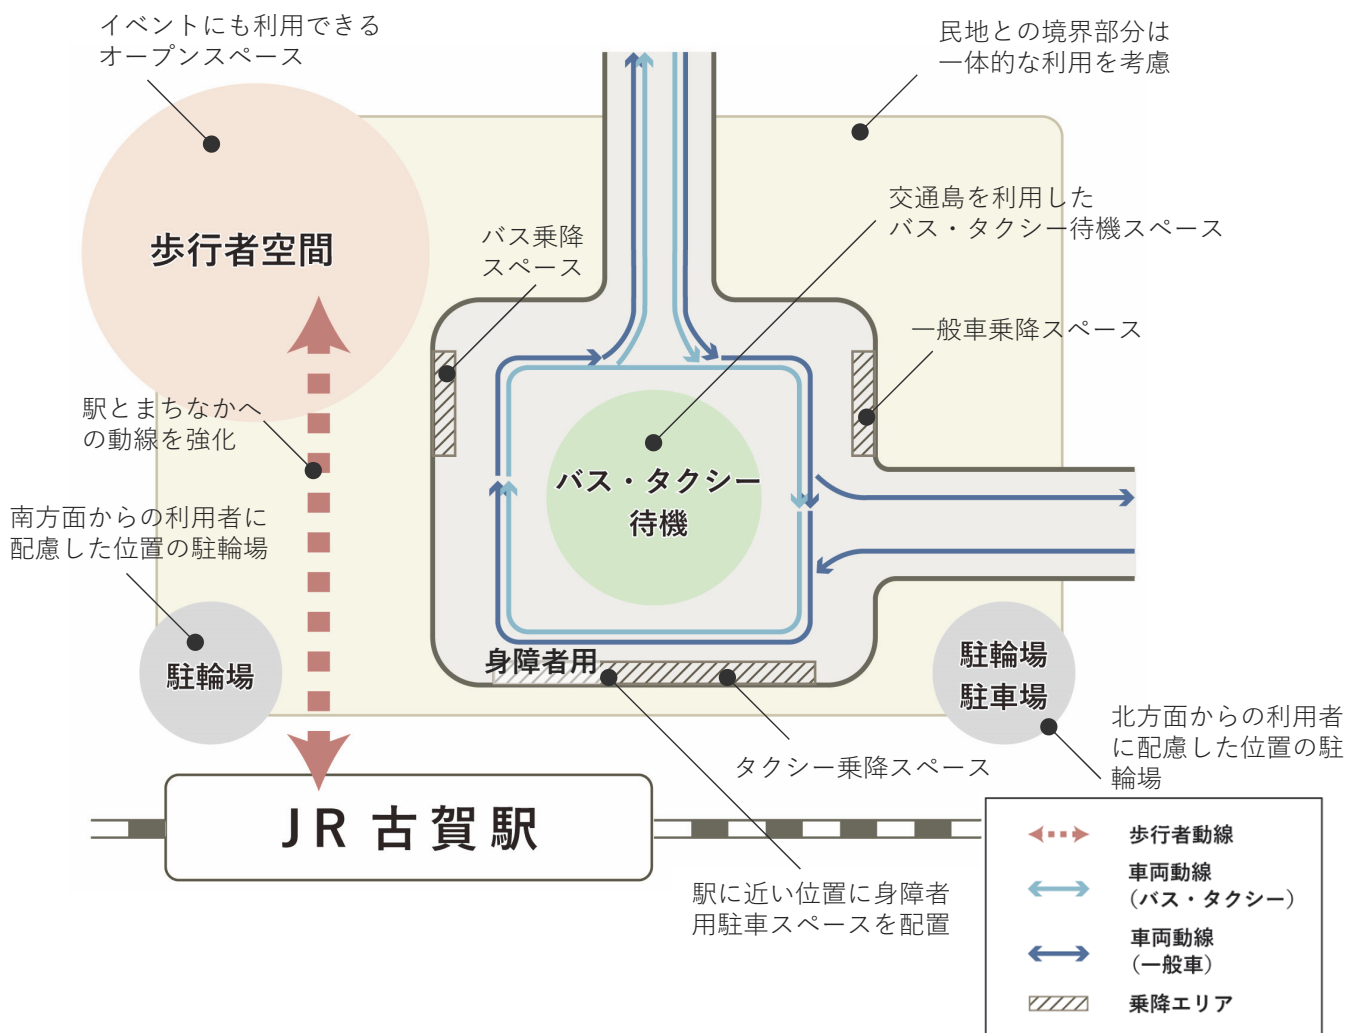 イベントにも利用できる
オープンスペース
民地との境界部分は
一体的な利用を考慮
交通島を利用した
バス・タクシー待機スペース
歩行者空間
バス乗降
スペース
一般車乗降スペース
駅とまちなかへ
の動線を強化
バス・タクシー
待機
南方面からの利用者に
配慮した位置の駐輪場
駐輪場
身障者用
駐輪場
駐車場
北方面からの利用者
に配慮した位置の駐
輪場
タクシー乗降スペース
JR 古賀駅
駅に近い位置に身障者
用駐車スペースを配置
歩行者動線
車両動線
（バス・タクシー）
車両動線
（一般車）
乗降エリア